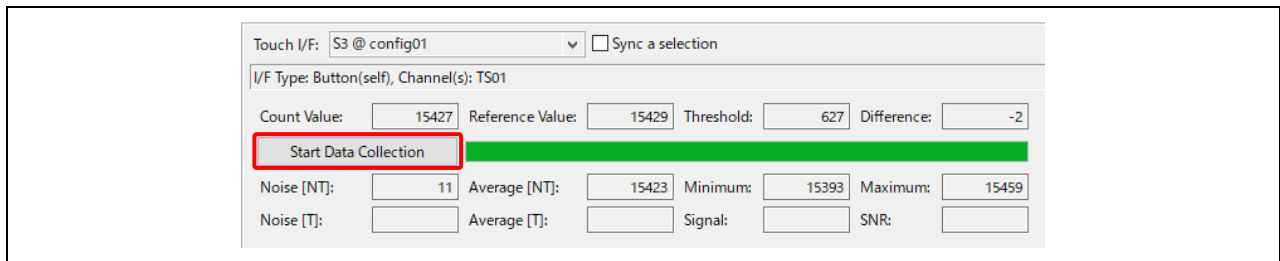 Touch I/F: S3 @ config01 Sync a selection
I/F Type: Button(self), Channel(s): TS01
Count Value: 15427 Reference Value: 15429 Threshold: 627 Difference: -2
Start Data Collection
Noise [NT]: 11 Average [NT]: 15423 Minimum: 15393 Maximum: 15459
Noise [T]: Average [T]: Signal: SNR: